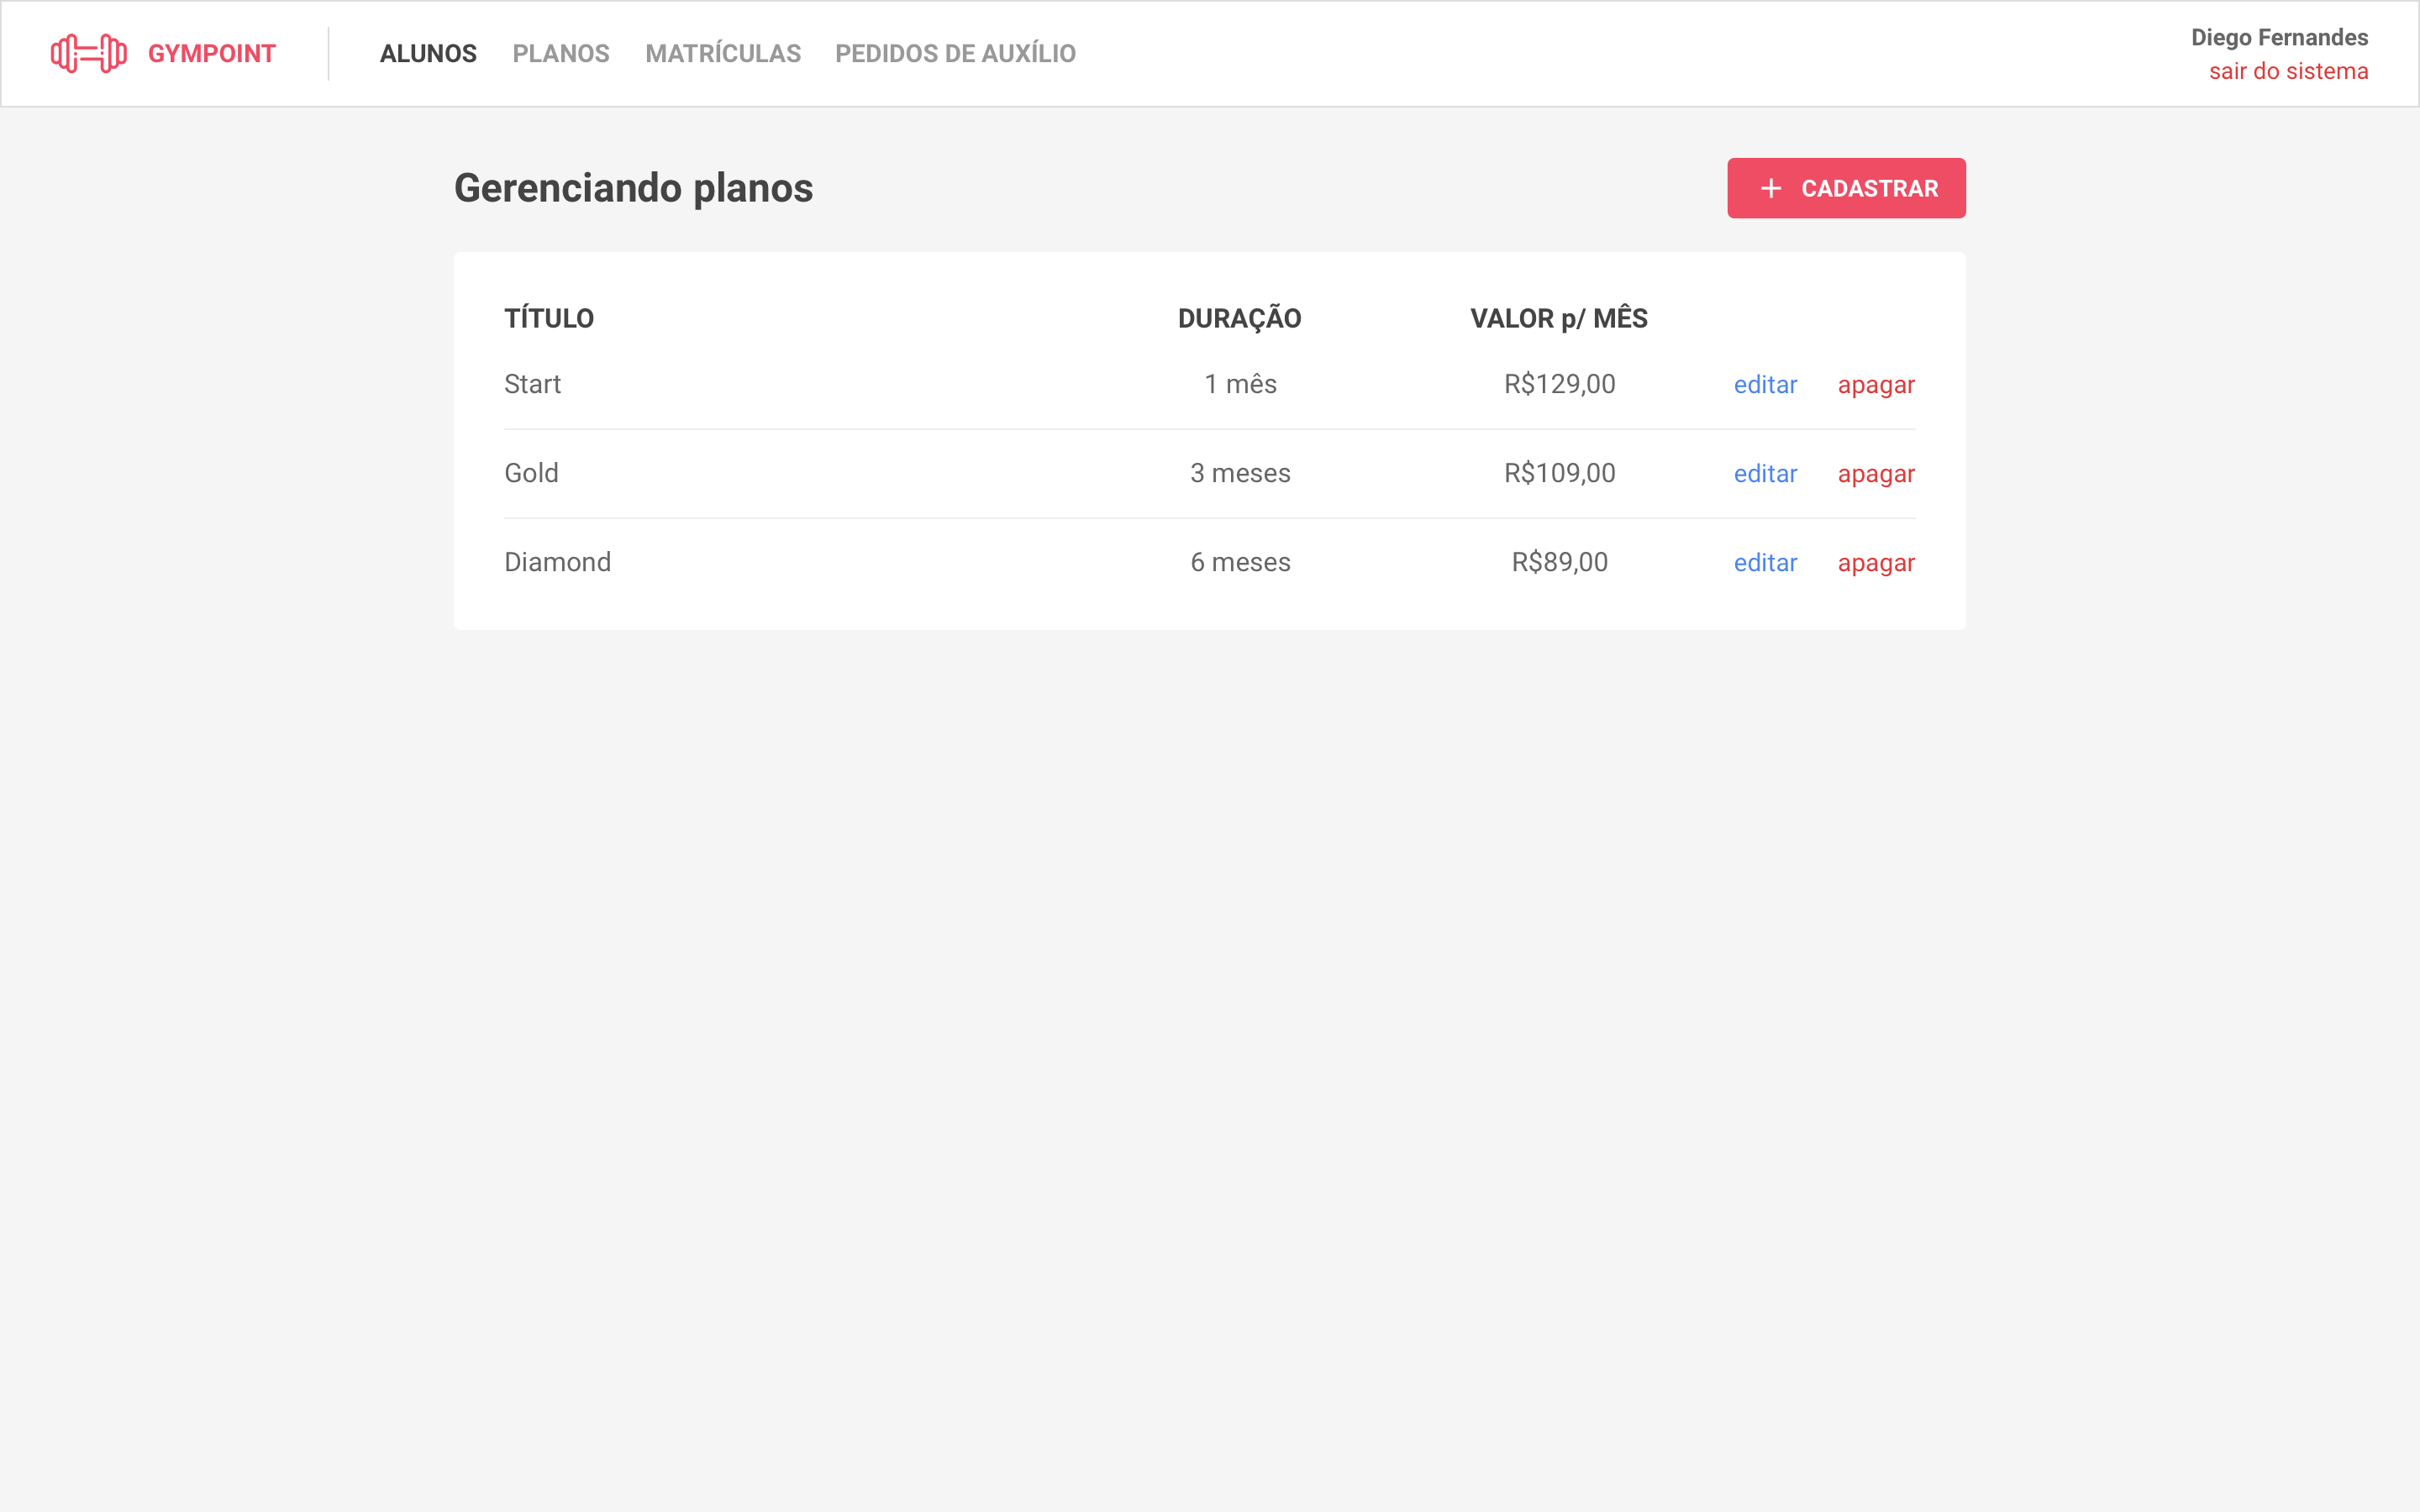 GYMPOINT ALUNOS PLANOS MATRÍCULAS PEDIDOS DE AUXÍLIO Diego Fernandes
sair do sistema
Gerenciando planos CADASTRAR
TÍTULO DURAÇÃO VALOR p/ MÊS
Start 1 mês R$129,00 editar apagar
Gold 3 meses R$109,00 editar apagar
Diamond 6 meses R$89,00 editar apagar